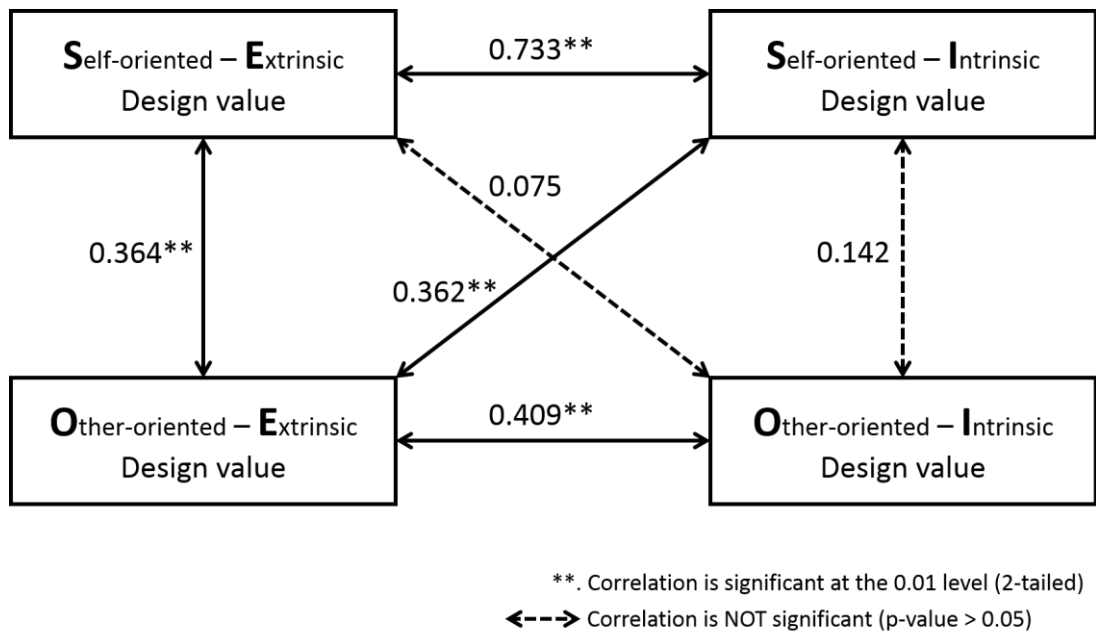 Self-oriented – Extrinsic
Design value
0.733**
Self-oriented – Intrinsic
Design value
0.075
0.364**
0.142
0.362**
Other-oriented – Extrinsic
Design value
0.409**
Other-oriented – Intrinsic
Design value
**. Correlation is significant at the 0.01 level (2-tailed)
Correlation is NOT significant (p-value > 0.05)